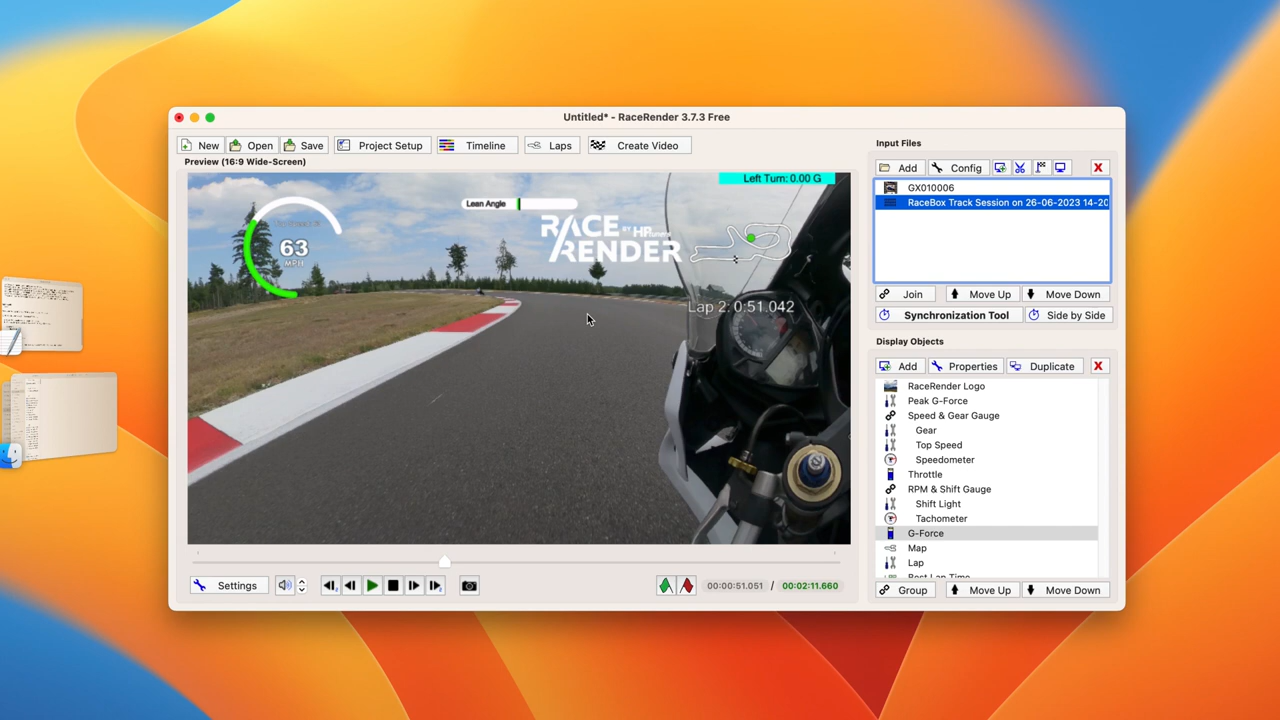 Untitled* - RaceRender 3.7.3 Free
New
Open
Save
Project Setup
Timeline
Laps
Create Video
Preview (16:9 Wide-Screen)
Left Turn: 0.00 G
Lean Angle
63
MPH
RACE BY HP
RENDER
Lap 2: 0:51.042
Settings
00:00:51.051 / 00:02:11.660
Input Files
Add
Config
X
GX010006
RaceBox Track Session on 26-06-2023 14-20
Join
Move Up
Move Down
Synchronization Tool
Side by Side
Display Objects
Add
Properties
Duplicate
X
RaceRender Logo
Peak G-Force
Speed & Gear Gauge
Gear
Top Speed
Speedometer
Throttle
RPM & Shift Gauge
Shift Light
Tachometer
G-Force
Map
Lap
Best Lap Time
Group
Move Up
Move Down